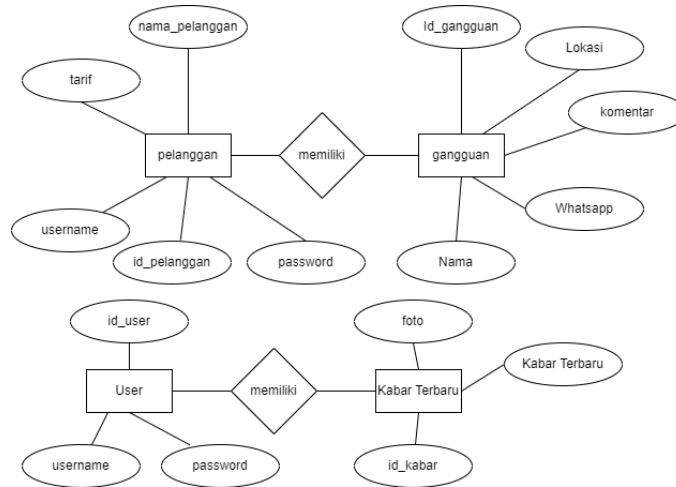 nama_pelanggan
Id_gangguan
Lokasi
tarif
komentar
pelanggan
memiliki
gangguan
Whatsapp
username
id_pelanggan
password
Nama
id_user
foto
Kabar Terbaru
User
memiliki
Kabar Terbaru
username
password
id_kabar